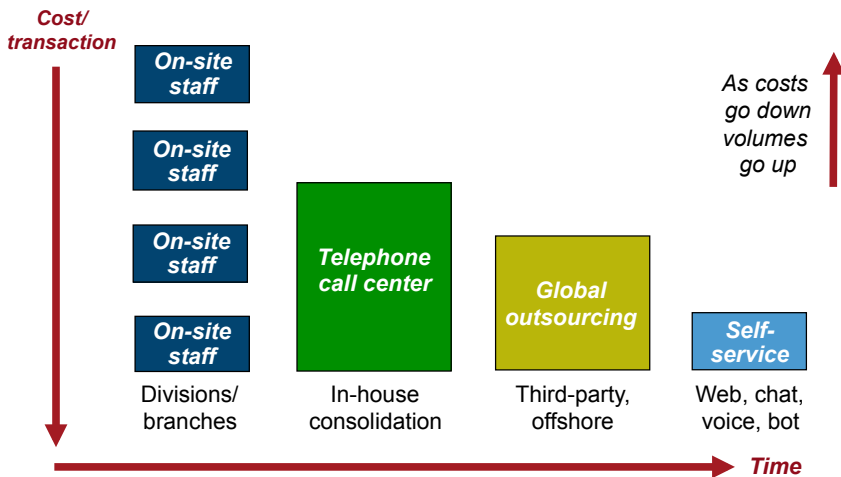 Cost/
transaction
On-site
staff
On-site
staff
On-site
staff
On-site
staff
Divisions/
branches
Telephone
call center
In-house
consolidation
Global
outsourcing
Third-party,
offshore
Self-
service
Web, chat,
voice, bot
As costs
go down
volumes
go up
Time